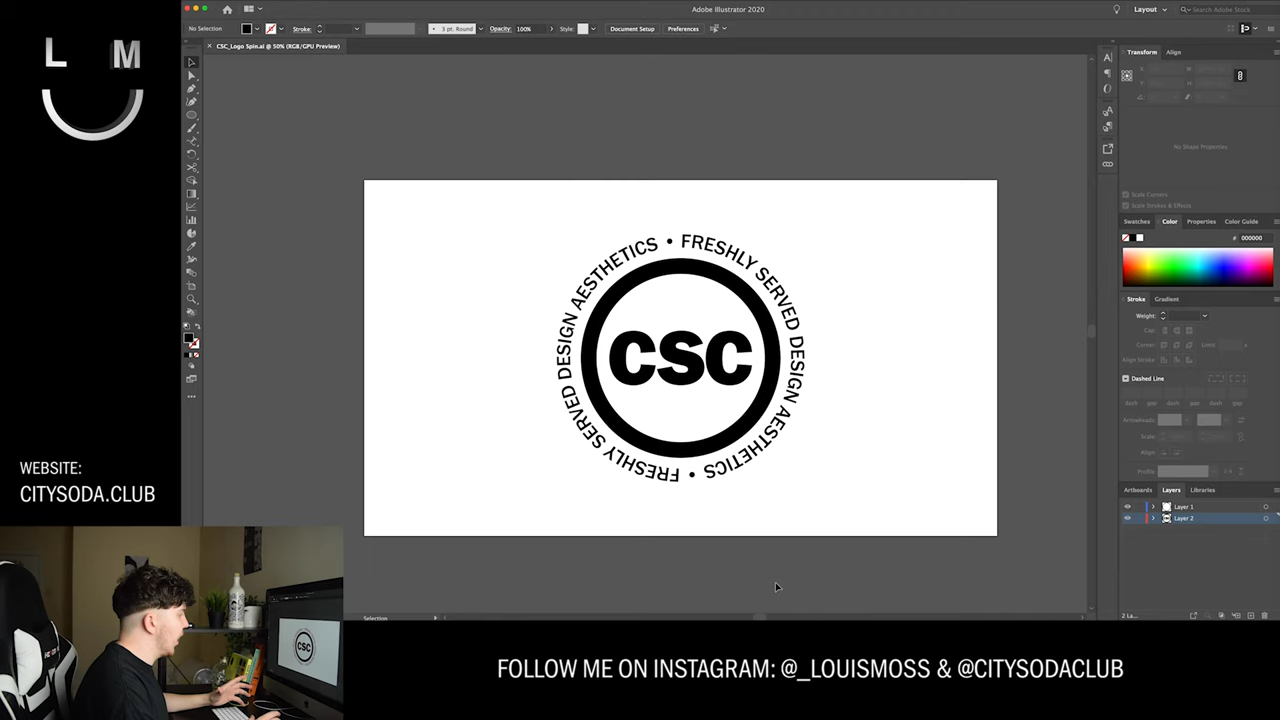 L M
WEBSITE:
CITYSODA.CLUB
Adobe Illustrator 2020
Layout
Search Adobe Stock
No Selection
Stroke:
3 pt. Round
Opacity: 100%
Style:
Document Setup
Preferences
CSC_Logo Spin.ai @ 50% (RGB/GPU Preview)
FRESHLY SERVED DESIGN AESTHETICS • FRESHLY SERVED DESIGN AESTHETICS •
CSC
Selection
Transform
Align
X:
W:
Y:
H:
No Shape Properties
Scale Corners
Scale Strokes & Effects
Swatches
Color
Properties
Color Guide
# 000000
Stroke
Gradient
Weight:
Cap:
Corner:
Limit:
Align Stroke:
Dashed Line
dash gap dash gap dash gap
Arrowheads:
Scale:
Align:
Profile:
Artboards
Layers
Libraries
Layer 1
Layer 2
2 La...
FOLLOW ME ON INSTAGRAM: @_LOUISMOSS & @CITYSODACLUB